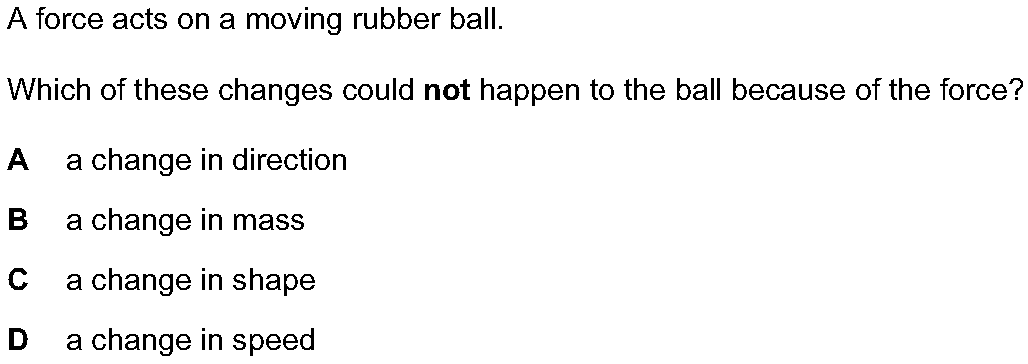 A force acts on a moving rubber ball.
Which of these changes could not happen to the ball because of the force?
A a change in direction
B a change in mass
C a change in shape
D a change in speed